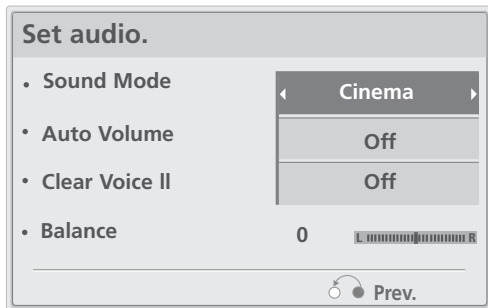 Set audio.
• Sound Mode Cinema
• Auto Volume Off
• Clear Voice ll Off
• Balance 0 L R
Prev.